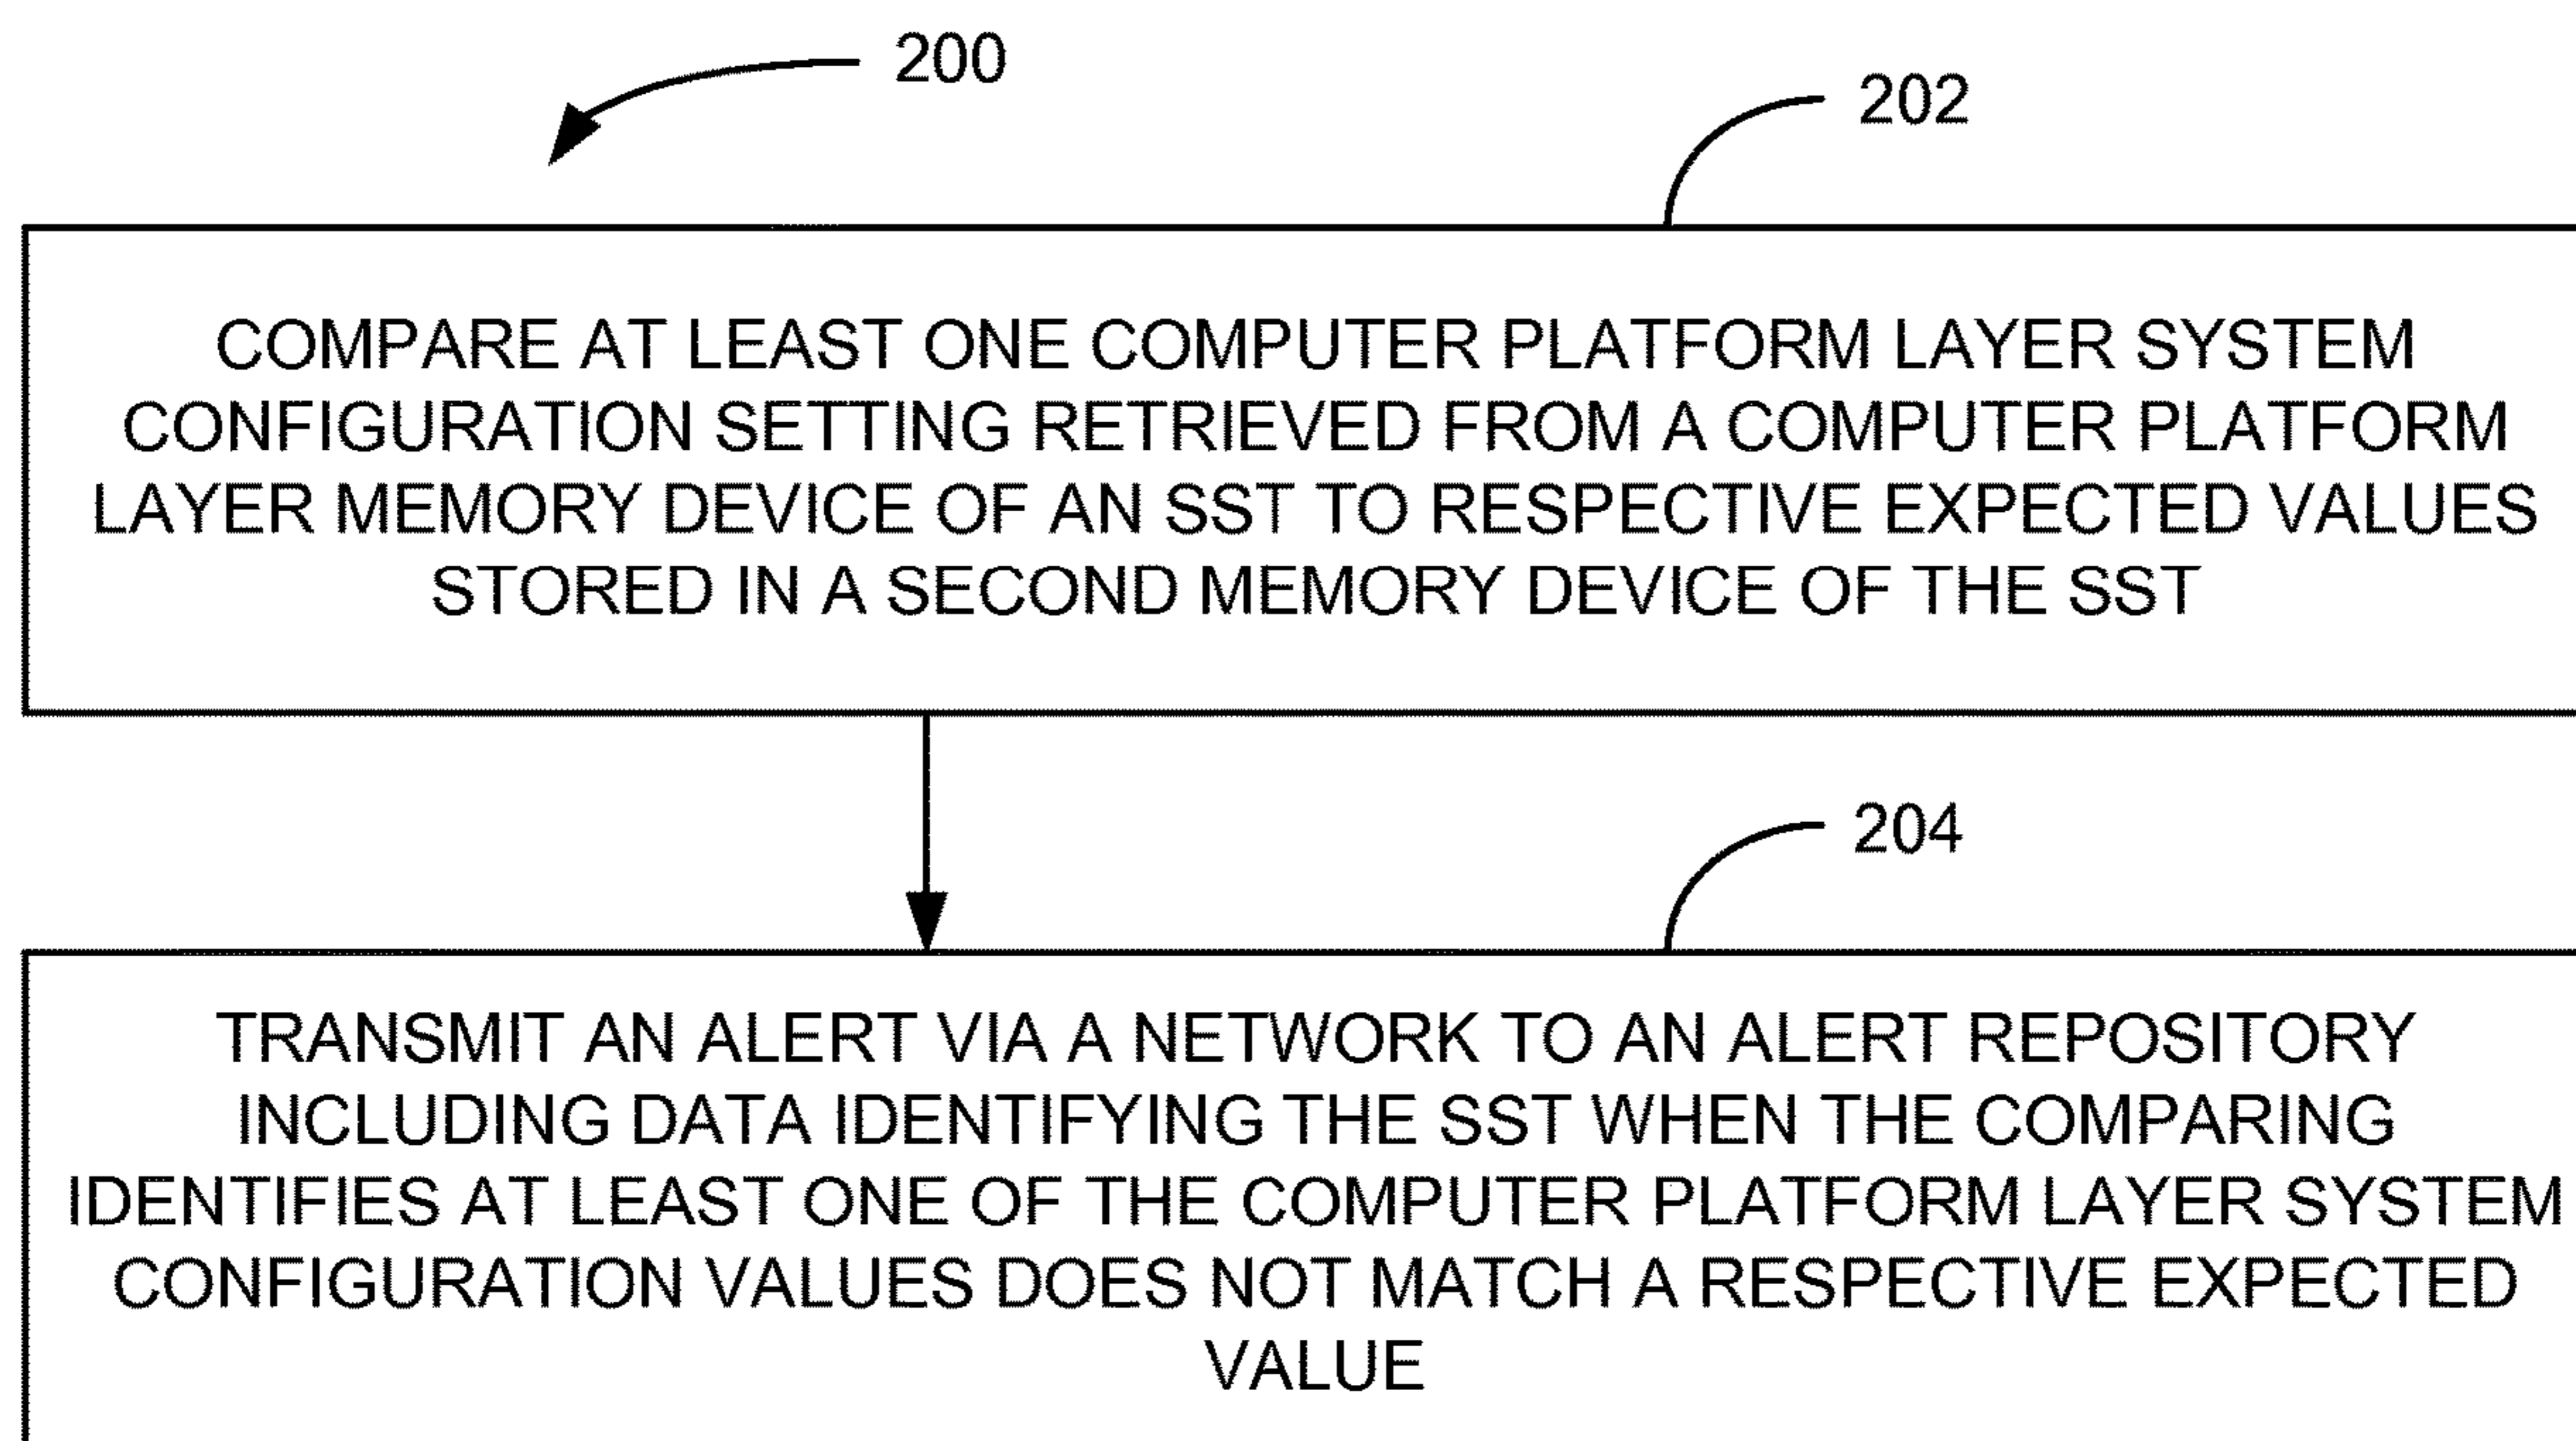 200
202
COMPARE AT LEAST ONE COMPUTER PLATFORM LAYER SYSTEM
CONFIGURATION SETTING RETRIEVED FROM A COMPUTER PLATFORM
LAYER MEMORY DEVICE OF AN SST TO RESPECTIVE EXPECTED VALUES
STORED IN A SECOND MEMORY DEVICE OF THE SST
204
TRANSMIT AN ALERT VIA A NETWORK TO AN ALERT REPOSITORY
INCLUDING DATA IDENTIFYING THE SST WHEN THE COMPARING
IDENTIFIES AT LEAST ONE OF THE COMPUTER PLATFORM LAYER SYSTEM
CONFIGURATION VALUES DOES NOT MATCH A RESPECTIVE EXPECTED
VALUE